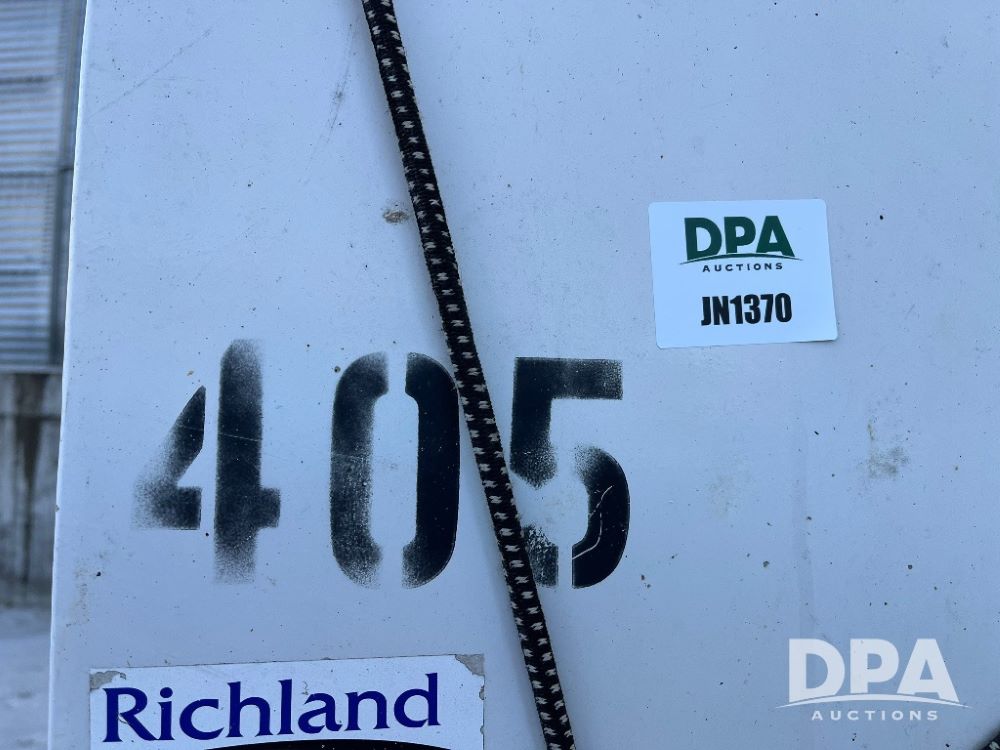 DPA
AUCTIONS
JN1370
405
Richland
DPA
AUCTIONS